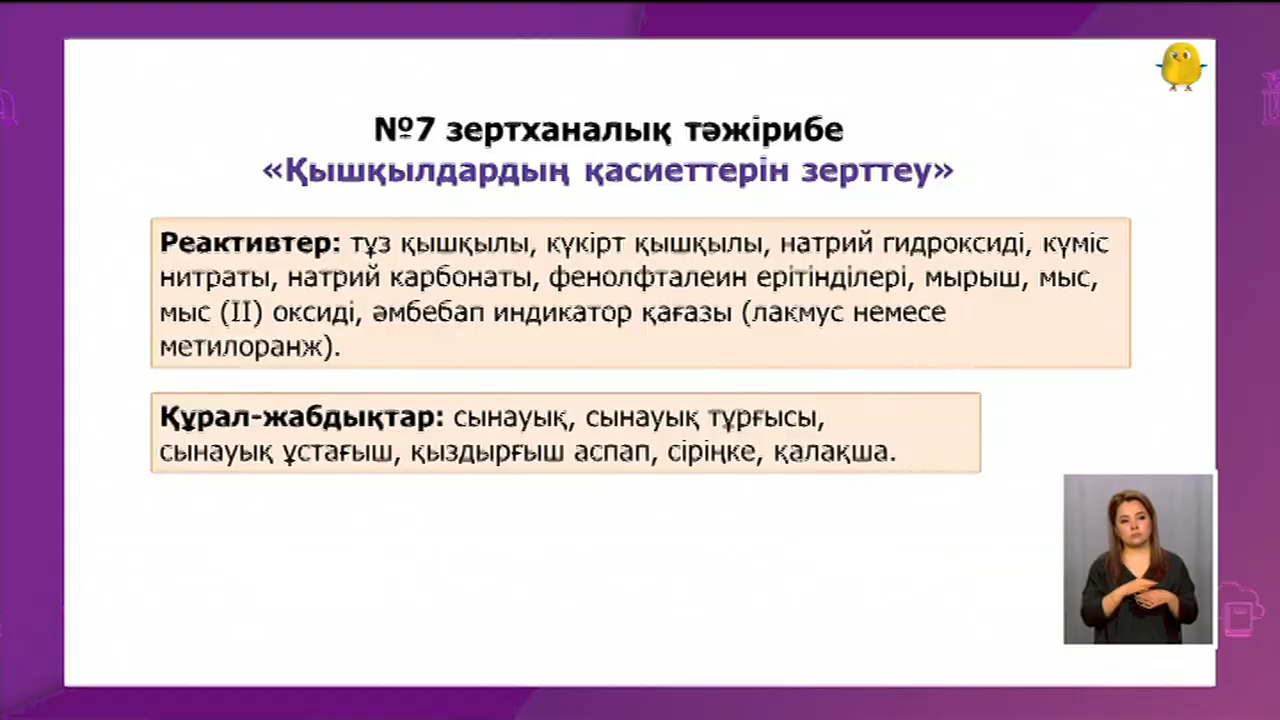 №7 зертханалық тәжірибе
«Қышқылдардың қасиеттерін зерттеу»
Реактивтер: тұз қышқылы, күкірт қышқылы, натрий гидроксиді, күміс
нитраты, натрий карбонаты, фенолфталеин ерітінділері, мырыш, мыс,
мыс (II) оксиді, әмбебап индикатор қағазы (лакмус немесе
метилоранж).
Құрал-жабдықтар: сынауық, сынауық тұрғысы,
сынауық ұстағыш, қыздырғыш аспап, сіріңке, қалақша.